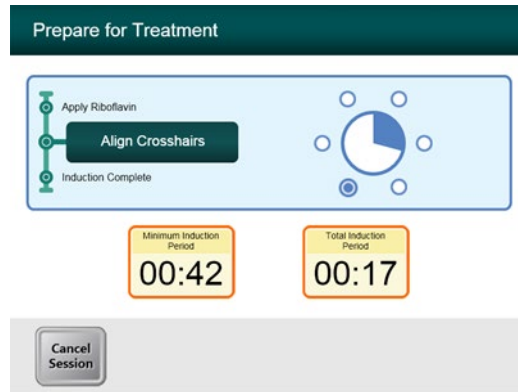 Prepare for Treatment
Apply Riboflavin
Align Crosshairs
Induction Complete
Minimum Induction
Period
00:42
Total Induction
Period
00:17
Cancel
Session